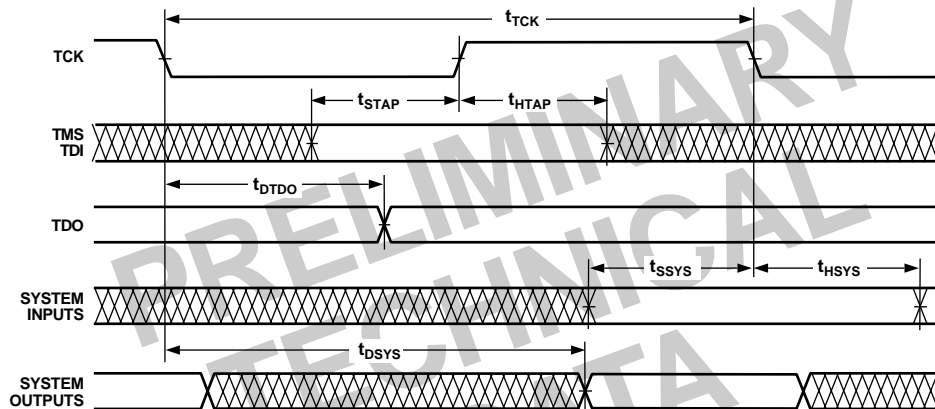 tTCK
TCK
tSTAP
tHTAP
TMS
TDI
tDTDO
TDO
tSSYS
tHSYS
SYSTEM
INPUTS
tDSYS
SYSTEM
OUTPUTS
PRELIMINARY
TECHNICAL
DATA